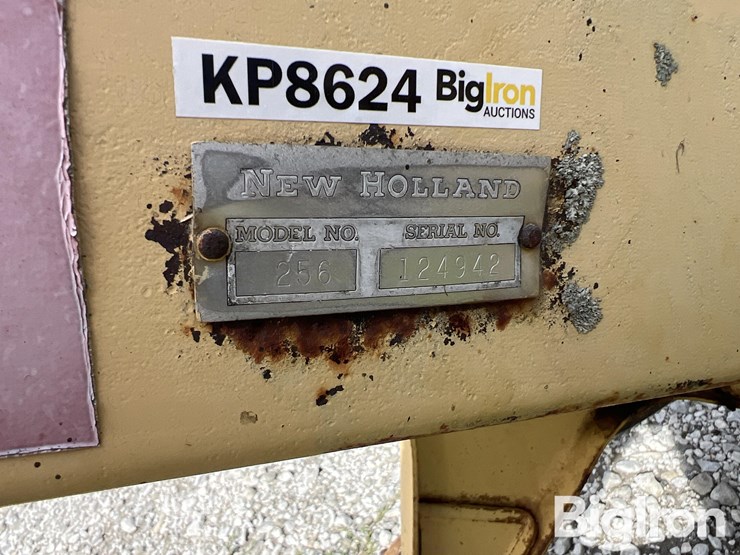 KP8624 BigIron
AUCTIONS
NEW HOLLAND
MODEL NO. SERIAL NO.
256 124942
BigIron